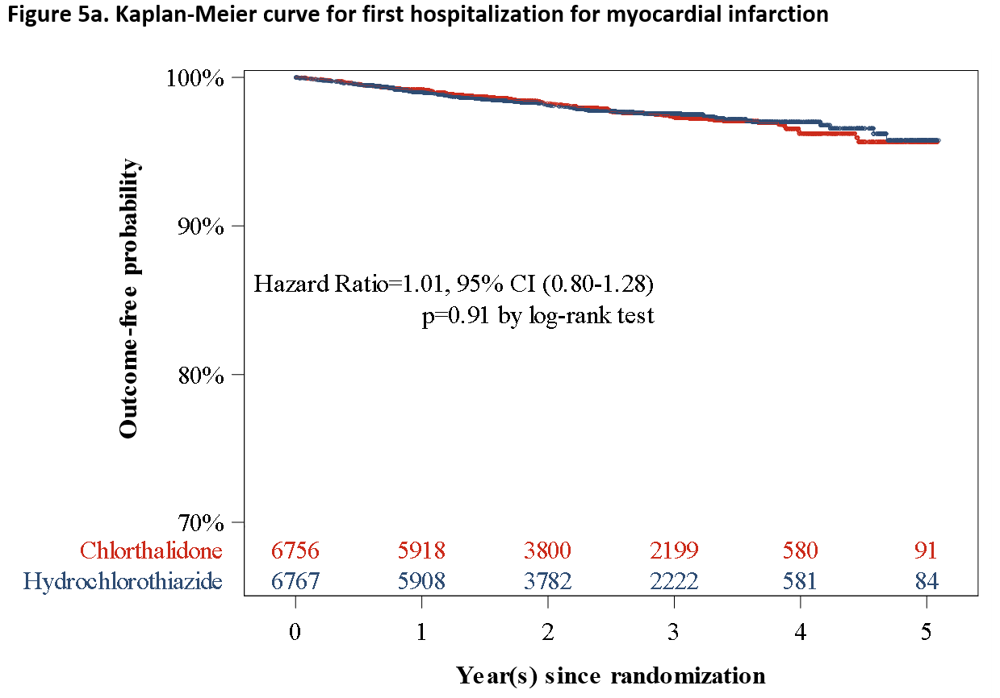 Figure 5a. Kaplan-Meier curve for first hospitalization for myocardial infarction
100%
90%
80%
70%
Outcome-free probability
Hazard Ratio=1.01, 95% CI (0.80-1.28)
p=0.91 by log-rank test
Chlorthalidone 6756 5918 3800 2199 580 91
Hydrochlorothiazide 6767 5908 3782 2222 581 84
0 1 2 3 4 5
Year(s) since randomization